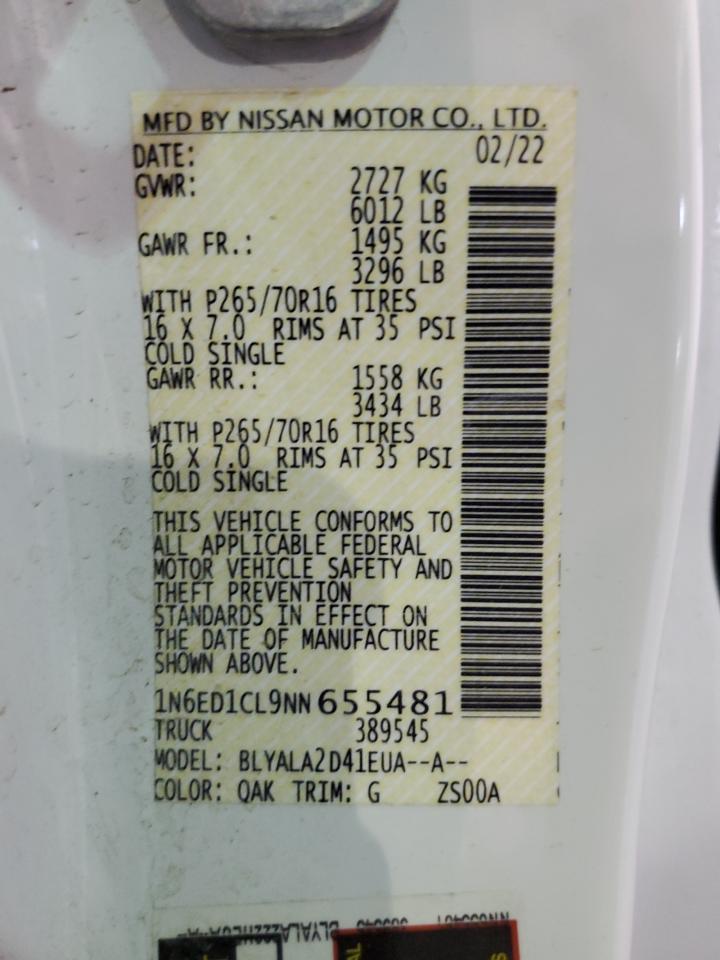 MFD BY NISSAN MOTOR CO., LTD.
DATE: 02/22
GVWR: 2727 KG
6012 LB
GAWR FR.: 1495 KG
3296 LB
WITH P265/70R16 TIRES
16 X 7.0 RIMS AT 35 PSI
COLD SINGLE
GAWR RR.: 1558 KG
3434 LB
WITH P265/70R16 TIRES
16 X 7.0 RIMS AT 35 PSI
COLD SINGLE
THIS VEHICLE CONFORMS TO
ALL APPLICABLE FEDERAL
MOTOR VEHICLE SAFETY AND
THEFT PREVENTION
STANDARDS IN EFFECT ON
THE DATE OF MANUFACTURE
SHOWN ABOVE.
1N6ED1CL9NN655481
TRUCK 389545
MODEL: BLYALA2D41EUA--A--
COLOR: QAK TRIM: G ZS00A